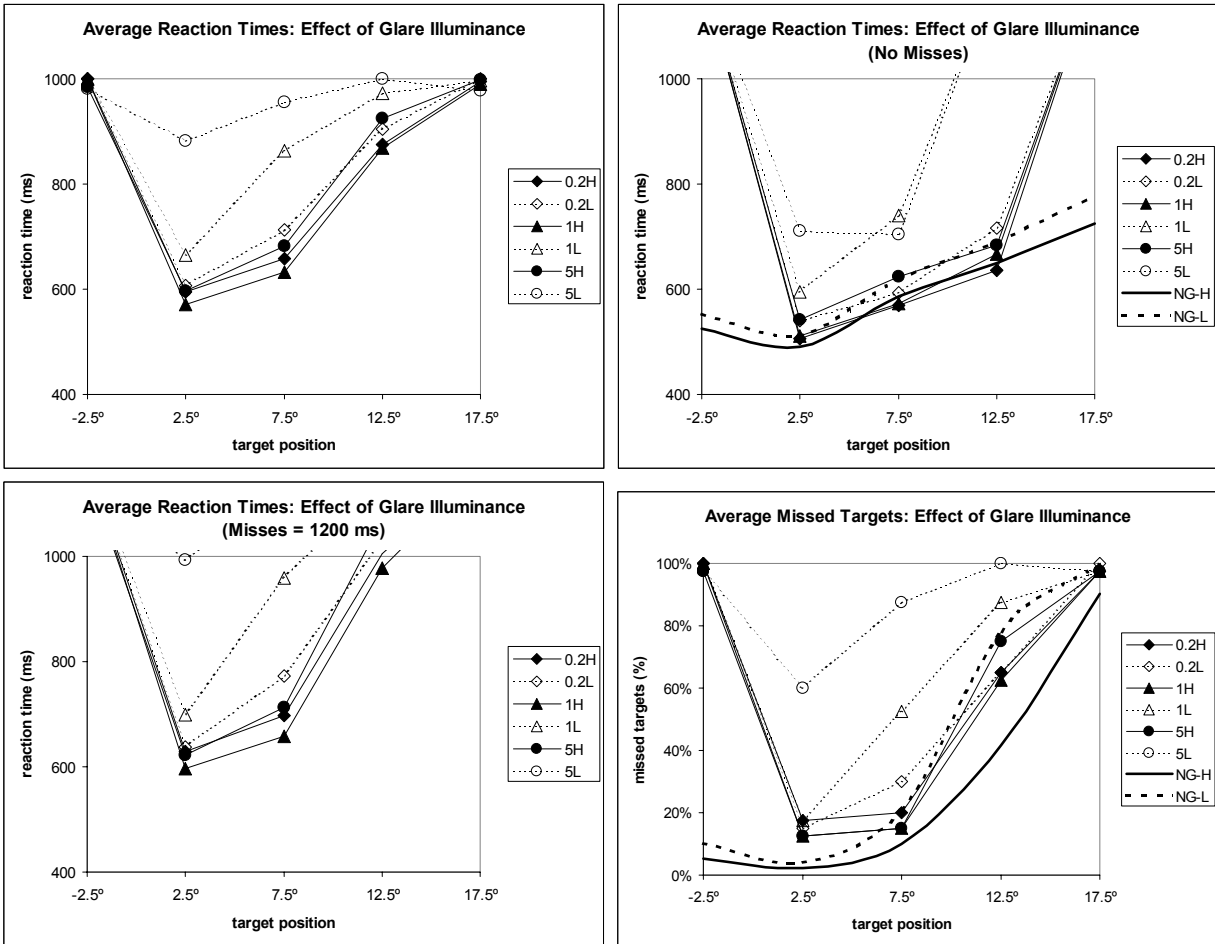 Average Reaction Times: Effect of Glare Illuminance
1000
800
600
400
reaction time (ms)
-2.5º 2.5º 7.5º 12.5º 17.5º
target position
0.2H
0.2L
1H
1L
5H
5L
Average Reaction Times: Effect of Glare Illuminance
(No Misses)
1000
800
600
400
reaction time (ms)
-2.5º 2.5º 7.5º 12.5º 17.5º
target position
0.2H
0.2L
1H
1L
5H
5L
NG-H
NG-L
Average Reaction Times: Effect of Glare Illuminance
(Misses = 1200 ms)
1000
800
600
400
reaction time (ms)
-2.5º 2.5º 7.5º 12.5º 17.5º
target position
0.2H
0.2L
1H
1L
5H
5L
Average Missed Targets: Effect of Glare Illuminance
100%
80%
60%
40%
20%
0%
missed targets (%)
-2.5º 2.5º 7.5º 12.5º 17.5º
target position
0.2H
0.2L
1H
1L
5H
5L
NG-H
NG-L